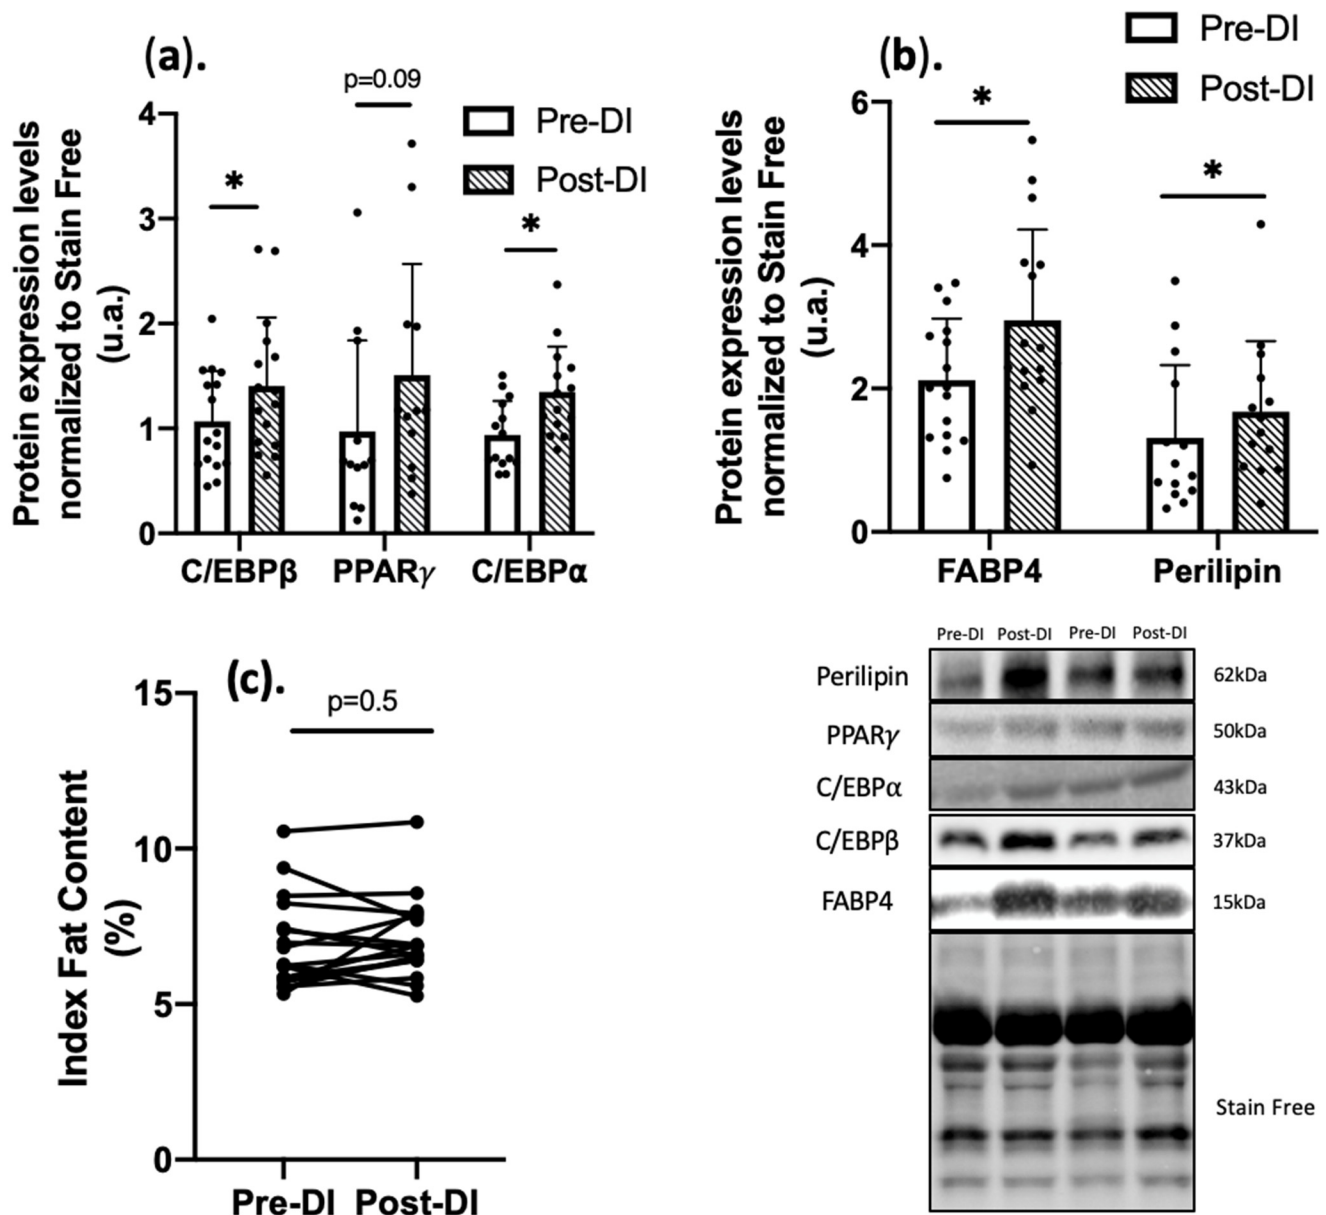 (a).
p=0.09
Pre-DI
Post-DI
*
*
Protein expression levels
normalized to Stain Free
(u.a.)
4
3
2
1
0
C/EBPβ PPARγ C/EBPα
(b).
Pre-DI
Post-DI
*
*
Protein expression levels
normalized to Stain Free
(u.a.)
6
4
2
0
FABP4 Perilipin
(c).
p=0.5
Index Fat Content
(%)
15
10
5
0
Pre-DI Post-DI
Pre-DI Post-DI Pre-DI Post-DI
Perilipin 62kDa
PPARγ 50kDa
C/EBPα 43kDa
C/EBPβ 37kDa
FABP4 15kDa
Stain Free